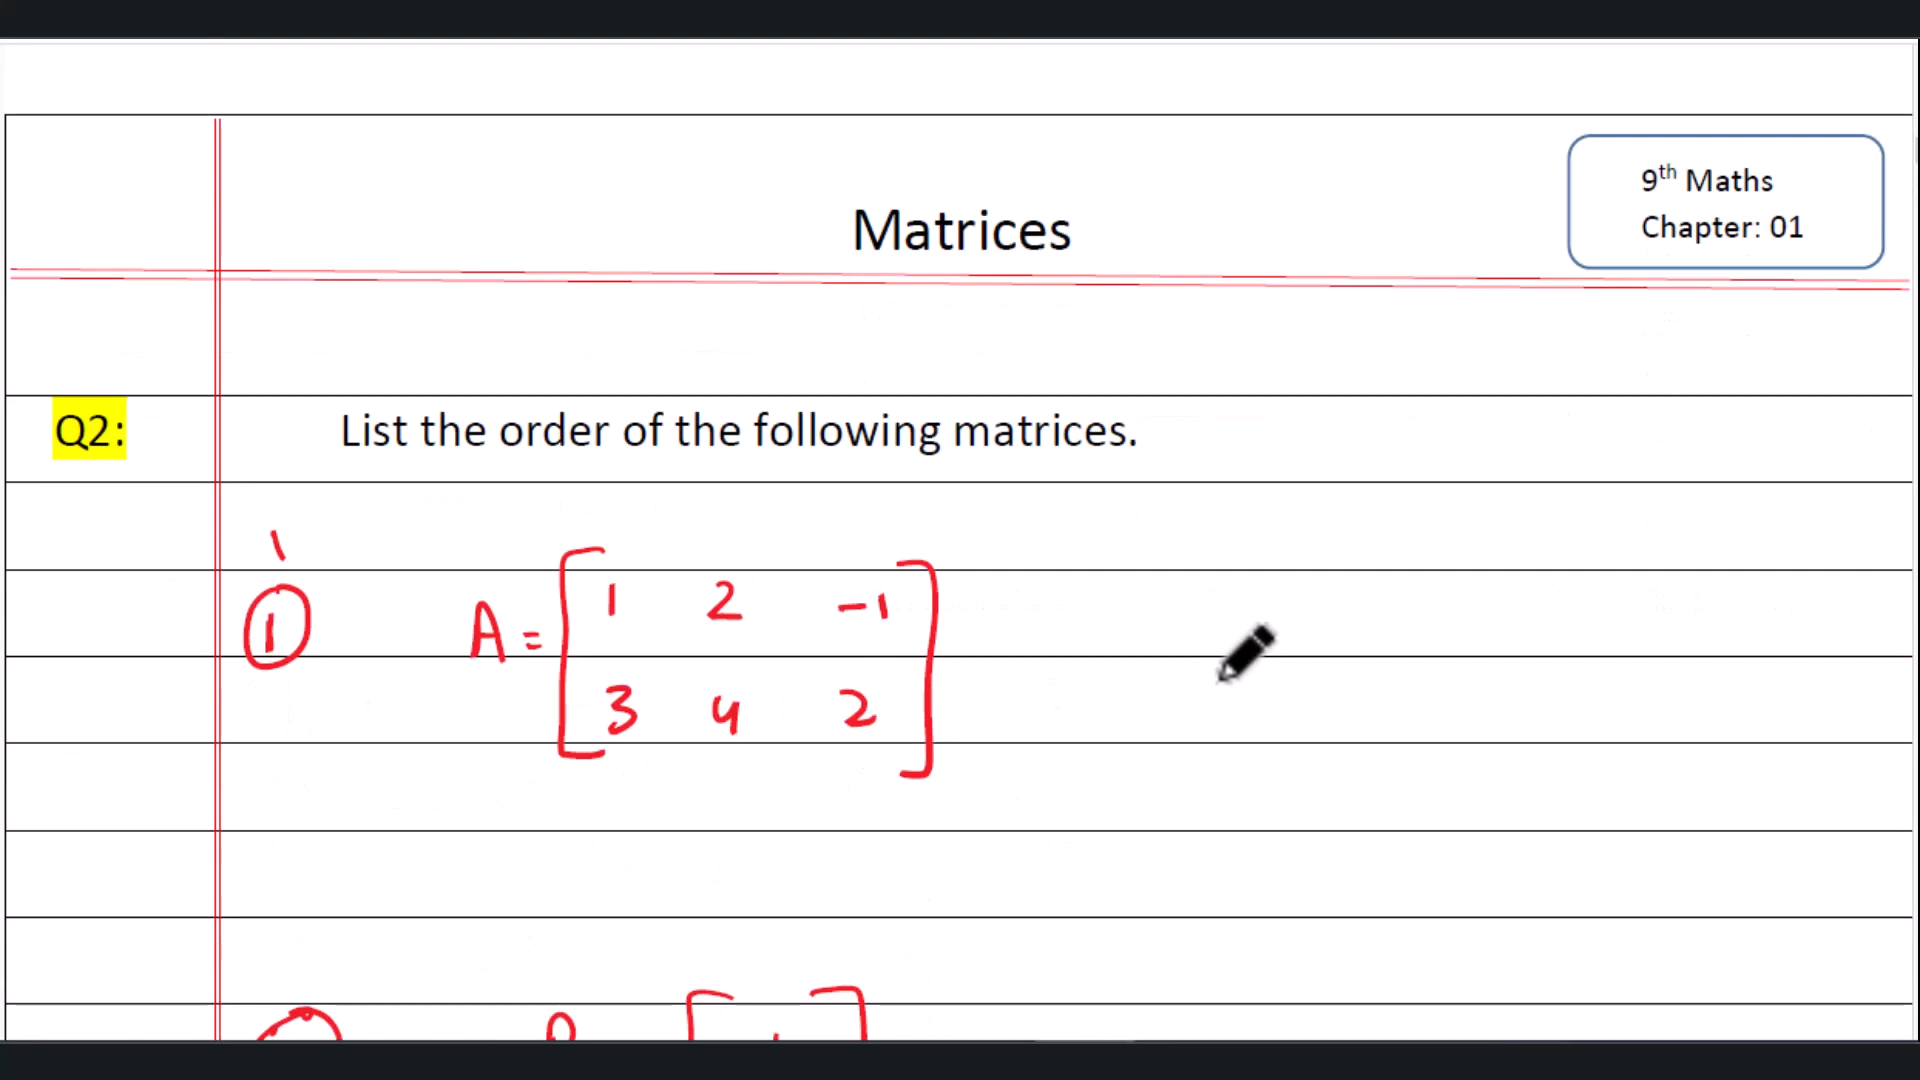 9th Maths
Chapter: 01
Matrices
Q2: List the order of the following matrices.
1 A = [ 1 2 -1
3 4 2 ]